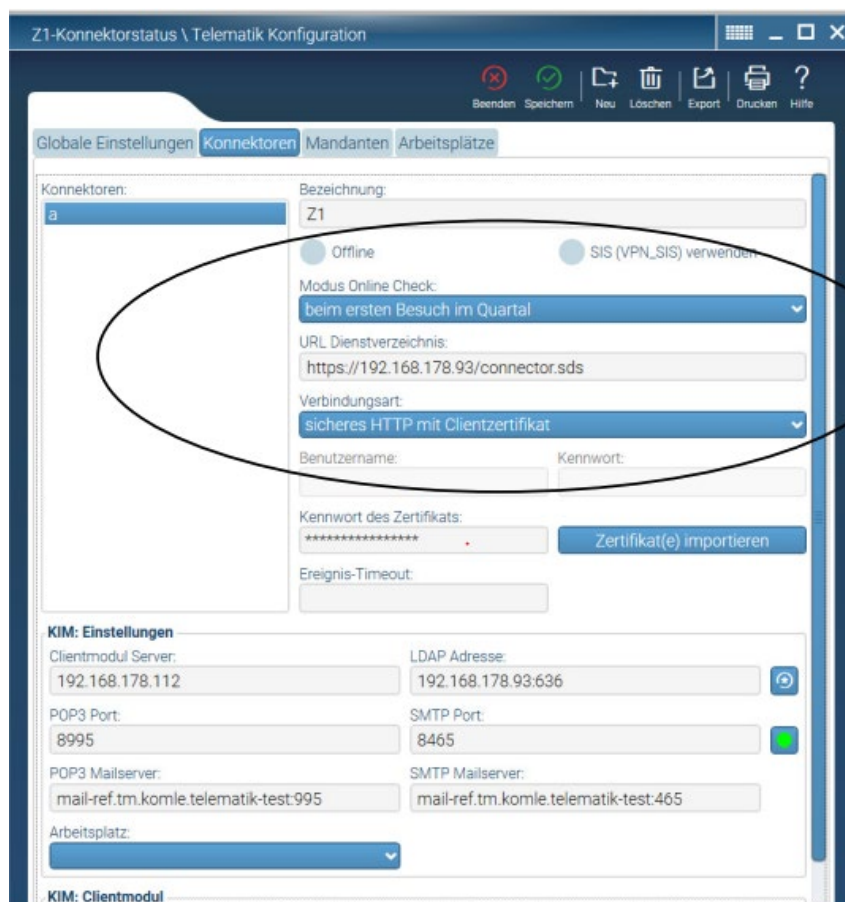 Z1-Konnektorstatus \ Telematik Konfiguration
Beenden Speichern Neu Löschen Export Drucken Hilfe
Globale Einstellungen Konnektoren Mandanten Arbeitsplätze
Konnektoren:
a
Bezeichnung:
Z1
Offline SIS (VPN_SIS) verwenden
Modus Online Check:
beim ersten Besuch im Quartal
URL Dienstverzeichnis:
https://192.168.178.93/connector.sds
Verbindungsart:
sicheres HTTP mit Clientzertifikat
Benutzername: Kennwort:
Kennwort des Zertifikats:
**************** Zertifikat(e) importieren
Ereignis-Timeout:
KIM: Einstellungen
Clientmodul Server: LDAP Adresse:
192.168.178.112 192.168.178.93:636
POP3 Port: SMTP Port:
8995 8465
POP3 Mailserver: SMTP Mailserver:
mail-ref.tm.komle.telematik-test:995 mail-ref.tm.komle.telematik-test:465
Arbeitsplatz:
KIM: Clientmodul